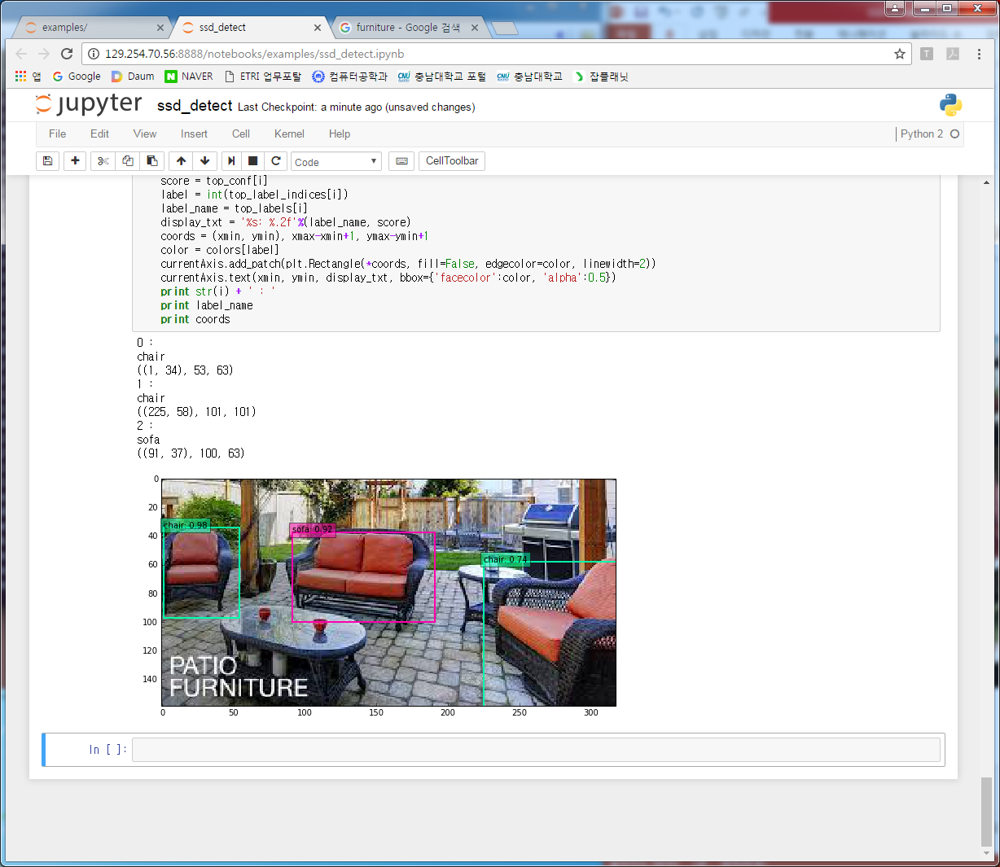 examples/
ssd_detect
furniture - Google 검색
129.254.70.56:8888/notebooks/examples/ssd_detect.ipynb
앱
Google
Daum
NAVER
ETRI 업무포탈
컴퓨터공학과
충남대학교 포털
충남대학교
잡플래닛
jupyter ssd_detect Last Checkpoint: a minute ago (unsaved changes)
File Edit View Insert Cell Kernel Help
Python 2
Code
CellToolbar
score = top_conf[i]
label = int(top_label_indices[i])
label_name = top_labels[i]
display_txt = '%s: %.2f'%(label_name, score)
coords = (xmin, ymin), xmax-xmin+1, ymax-ymin+1
color = colors[label]
currentAxis.add_patch(plt.Rectangle(*coords, fill=False, edgecolor=color, linewidth=2))
currentAxis.text(xmin, ymin, display_txt, bbox={'facecolor':color, 'alpha':0.5})
print str(i) + ' : '
print label_name
print coords
0 :
chair
((1, 34), 53, 63)
1 :
chair
((225, 58), 101, 101)
2 :
sofa
((91, 37), 100, 63)
0
20
40
60
80
100
120
140
chair: 0.98
sofa: 0.92
chair: 0.74
PATIO
FURNITURE
0 50 100 150 200 250 300
In [ ]: